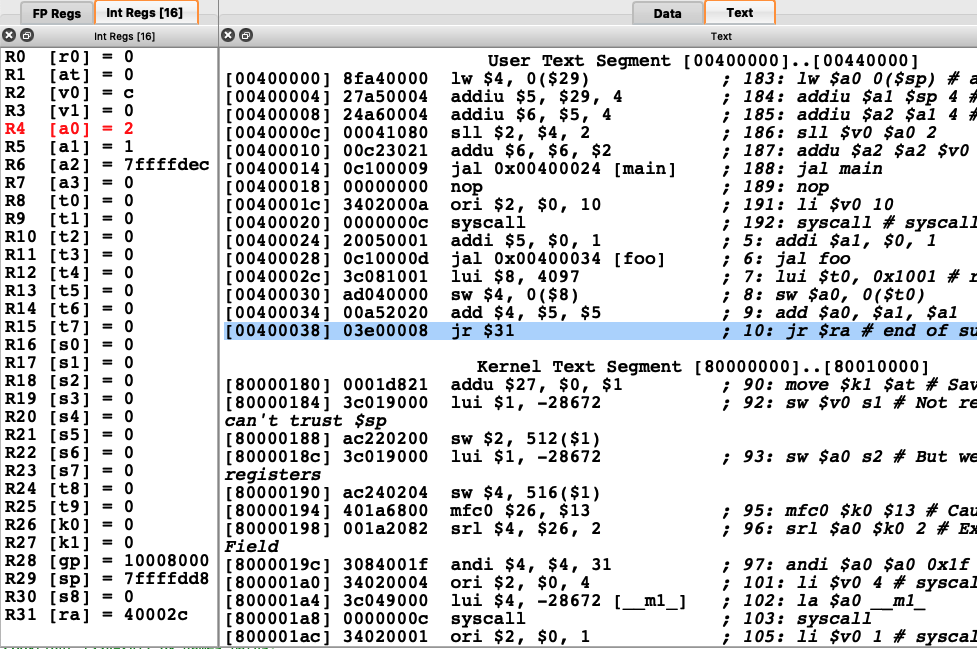 FP Regs
Int Regs [16]
Data
Text
Int Regs [16]
Text
R0 [r0] = 0
R1 [at] = 0
R2 [v0] = c
R3 [v1] = 0
R4 [a0] = 2
R5 [a1] = 1
R6 [a2] = 7ffffdec
R7 [a3] = 0
R8 [t0] = 0
R9 [t1] = 0
R10 [t2] = 0
R11 [t3] = 0
R12 [t4] = 0
R13 [t5] = 0
R14 [t6] = 0
R15 [t7] = 0
R16 [s0] = 0
R17 [s1] = 0
R18 [s2] = 0
R19 [s3] = 0
R20 [s4] = 0
R21 [s5] = 0
R22 [s6] = 0
R23 [s7] = 0
R24 [t8] = 0
R25 [t9] = 0
R26 [k0] = 0
R27 [k1] = 0
R28 [gp] = 10008000
R29 [sp] = 7ffffdd8
R30 [s8] = 0
R31 [ra] = 40002c
User Text Segment [00400000]..[00440000]
[00400000] 8fa40000 lw $4, 0($29) ; 183: lw $a0 0($sp) # a
[00400004] 27a50004 addiu $5, $29, 4 ; 184: addiu $a1 $sp 4 #
[00400008] 24a60004 addiu $6, $5, 4 ; 185: addiu $a2 $a1 4 #
[0040000c] 00041080 sll $2, $4, 2 ; 186: sll $v0 $a0 2
[00400010] 00c23021 addu $6, $6, $2 ; 187: addu $a2 $a2 $v0
[00400014] 0c100009 jal 0x00400024 [main] ; 188: jal main
[00400018] 00000000 nop ; 189: nop
[0040001c] 3402000a ori $2, $0, 10 ; 191: li $v0 10
[00400020] 0000000c syscall ; 192: syscall # syscall
[00400024] 20050001 addi $5, $0, 1 ; 5: addi $a1, $0, 1
[00400028] 0c10000d jal 0x00400034 [foo] ; 6: jal foo
[0040002c] 3c081001 lui $8, 4097 ; 7: lui $t0, 0x1001 # r
[00400030] ad040000 sw $4, 0($8) ; 8: sw $a0, 0($t0)
[00400034] 00a52020 add $4, $5, $5 ; 9: add $a0, $a1, $a1
[00400038] 03e00008 jr $31 ; 10: jr $ra # end of su
Kernel Text Segment [80000000]..[80010000]
[80000180] 0001d821 addu $27, $0, $1 ; 90: move $k1 $at # Sav
[80000184] 3c019000 lui $1, -28672 ; 92: sw $v0 s1 # Not re
can't trust $sp
[80000188] ac220200 sw $2, 512($1)
[8000018c] 3c019000 lui $1, -28672 ; 93: sw $a0 s2 # But we
registers
[80000190] ac240204 sw $4, 516($1)
[80000194] 401a6800 mfc0 $26, $13 ; 95: mfc0 $k0 $13 # Cau
[80000198] 001a2082 srl $4, $26, 2 ; 96: srl $a0 $k0 2 # Ex
Field
[8000019c] 3084001f andi $4, $4, 31 ; 97: andi $a0 $a0 0x1f
[800001a0] 34020004 ori $2, $0, 4 ; 101: li $v0 4 # syscal
[800001a4] 3c049000 lui $4, -28672 [__m1_] ; 102: la $a0 __m1_
[800001a8] 0000000c syscall ; 103: syscall
[800001ac] 34020001 ori $2, $0, 1 ; 105: li $v0 1 # syscal